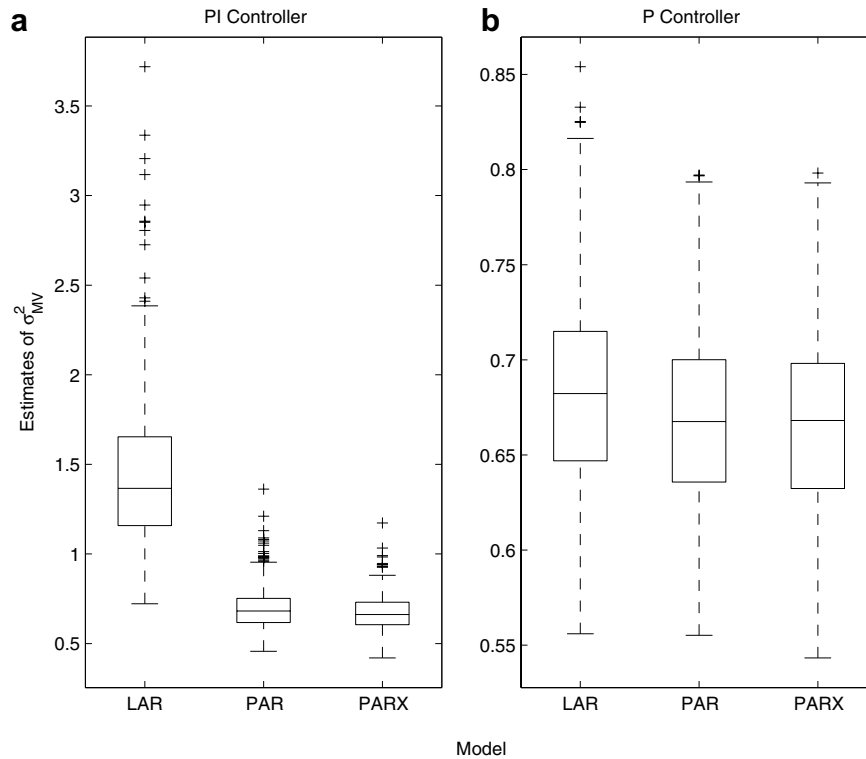 a
PI Controller
b
P Controller
Estimates of σ²MV
3.5
3
2.5
2
1.5
1
0.5
LAR
PAR
PARX
0.85
0.8
0.75
0.7
0.65
0.6
0.55
LAR
PAR
PARX
Model